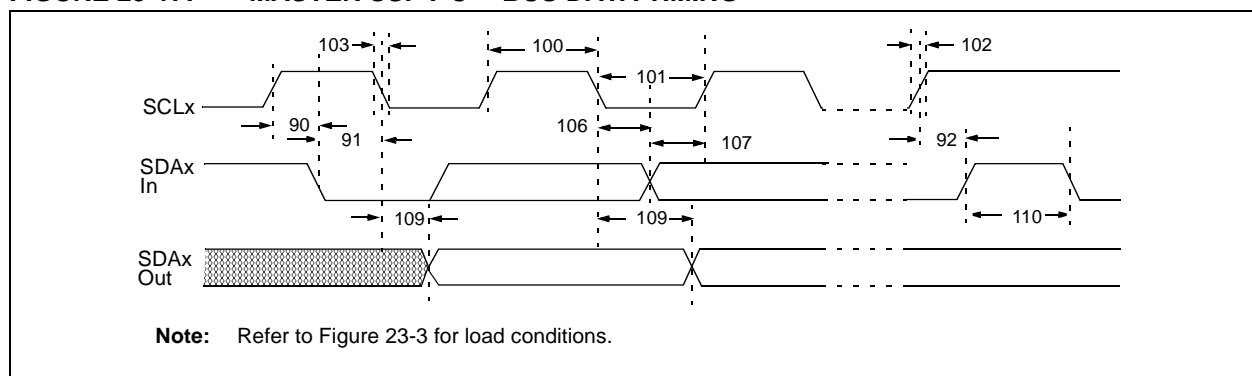 103
100
102
101
SCLx
90
91
106
107
92
SDAx
In
109
109
110
SDAx
Out
Note: Refer to Figure 23-3 for load conditions.